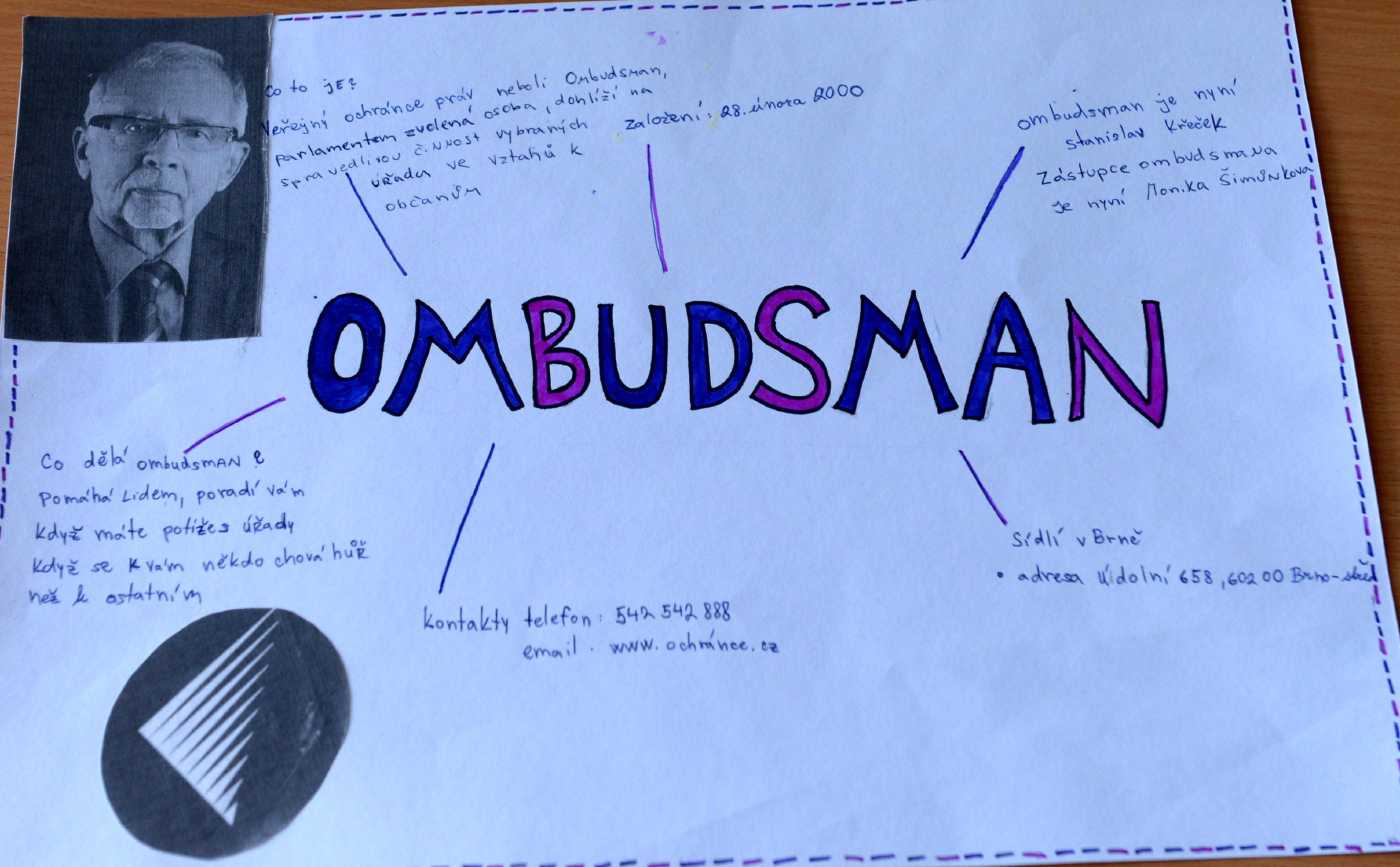 Co to je?
Veřejný ochránce práv neboli Ombudsman,
parlamentem zvolená osoba, dohlíží na
spravedlivou činnost vybraných
úřadu ve vztahů k
občanům
Založení: 28. února 2000
ombudsman je nyní
stanislav Křeček
Zástupce ombudsmana
je nyní Monika Šimůnkova
OMBUDSMAN
Co dělá ombudsman?
Pomáhá Lidem, poradí vám
Když máte potíže s úřady
Když se k vám někdo chová hůř
než k ostatním
kontakty telefon: 542 542 888
email. www.ochránce.cz
Sídlí v Brně
• adresa Údolní 658, 602 00 Brno-střed